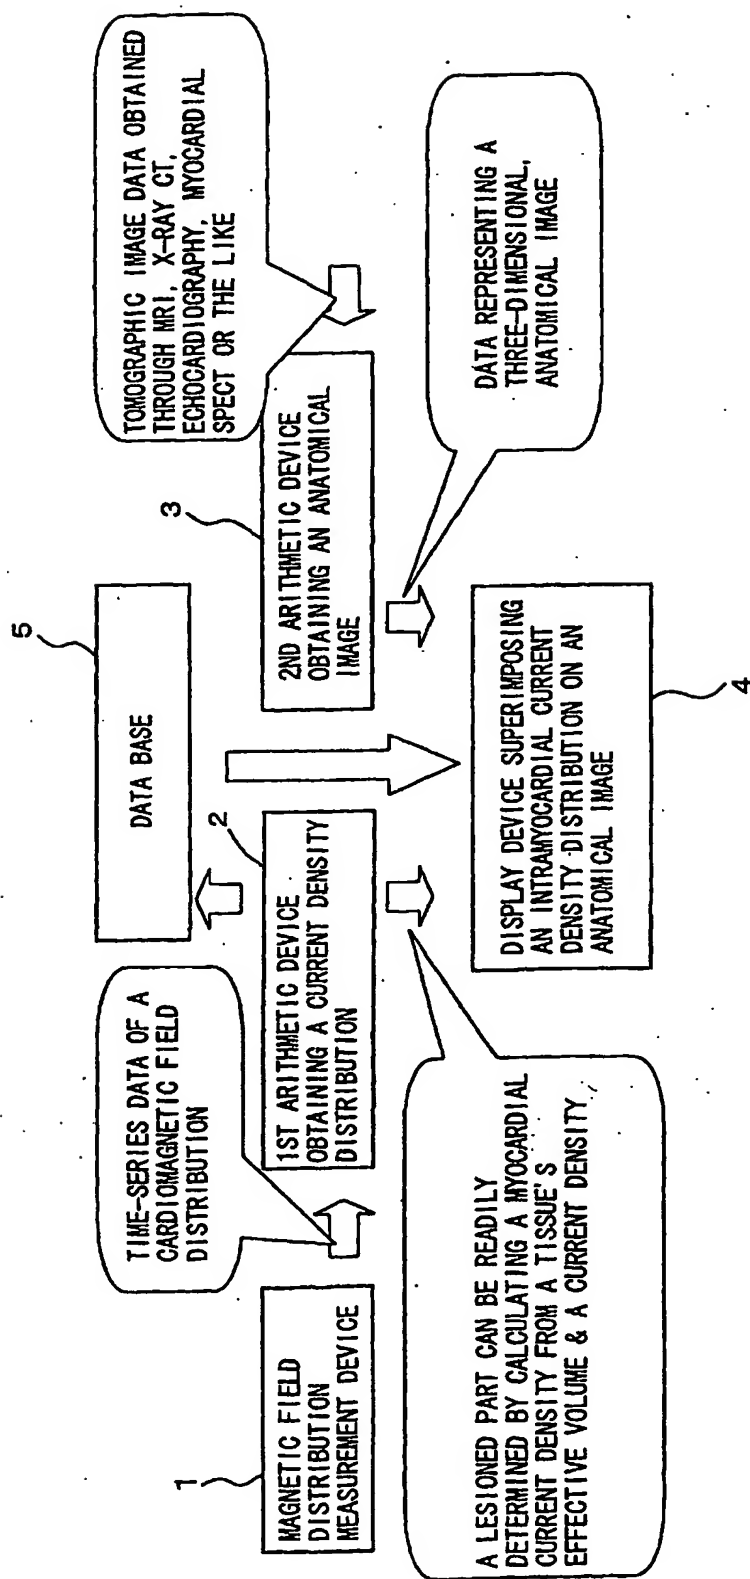 5
DATA BASE
TIME-SERIES DATA OF A
CARDIOMAGNETIC FIELD
DISTRIBUTION
TOMOGRAPHIC IMAGE DATA OBTAINED
THROUGH MRI, X-RAY CT,
ECHOCARDIOGRAPHY, MYOCARDIAL
SPECT OR THE LIKE
1
MAGNETIC FIELD
DISTRIBUTION
MEASUREMENT DEVICE
2
1ST ARITHMETIC DEVICE
OBTAINING A CURRENT DENSITY
DISTRIBUTION
3
2ND ARITHMETIC DEVICE
OBTAINING AN ANATOMICAL
IMAGE
A LESIONED PART CAN BE READILY
DETERMINED BY CALCULATING A MYOCARDIAL
CURRENT DENSITY FROM A TISSUE'S
EFFECTIVE VOLUME & A CURRENT DENSITY
DISPLAY DEVICE SUPERIMPOSING
AN INTRAMYOCARDIAL CURRENT
DENSITY DISTRIBUTION ON AN
ANATOMICAL IMAGE
4
DATA REPRESENTING A
THREE-DIMENSIONAL,
ANATOMICAL IMAGE